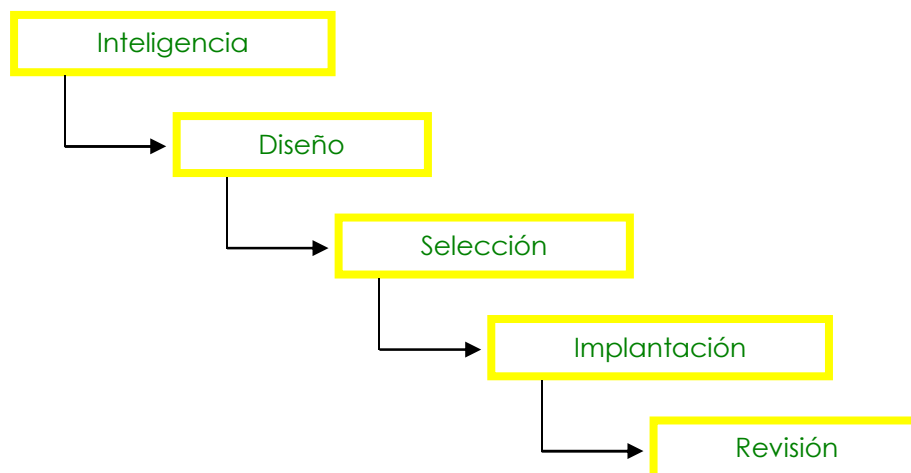 Inteligencia
Diseño
Selección
Implantación
Revisión